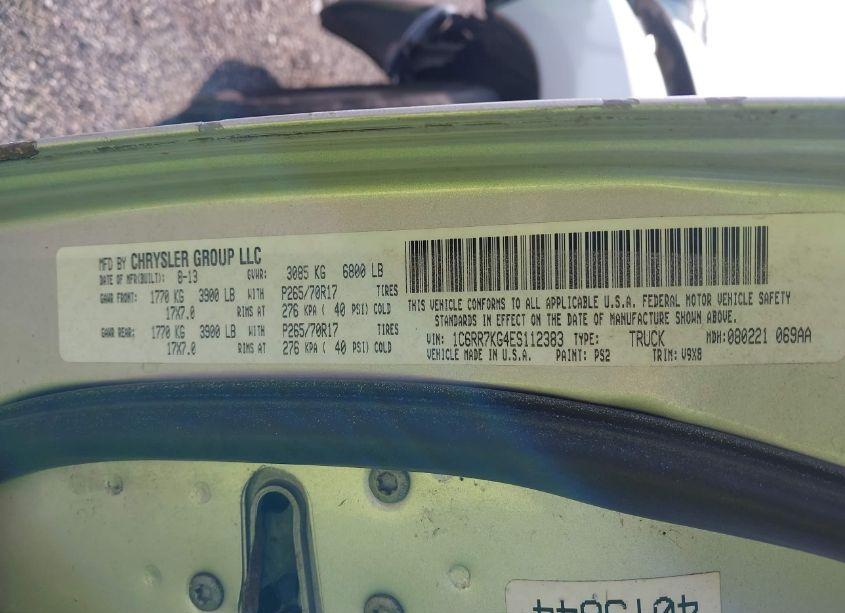 MFD BY CHRYSLER GROUP LLC
DATE OF MFR(BUILT): 8-13 GVWR: 3085 KG 6800 LB
GAWR FRONT: 1770 KG 3900 LB WITH P265/70R17 TIRES
17X7.0 RIMS AT 276 KPA ( 40 PSI) COLD
GAWR REAR: 1770 KG 3900 LB WITH P265/70R17 TIRES
17X7.0 RIMS AT 276 KPA ( 40 PSI) COLD
THIS VEHICLE CONFORMS TO ALL APPLICABLE U.S.A. FEDERAL MOTOR VEHICLE SAFETY
STANDARDS IN EFFECT ON THE DATE OF MANUFACTURE SHOWN ABOVE.
VIN: 1C6RR7KG4ES112383 TYPE: TRUCK MDH:080221 069AA
VEHICLE MADE IN U.S.A. PAINT: PS2 TRIM: V9X8